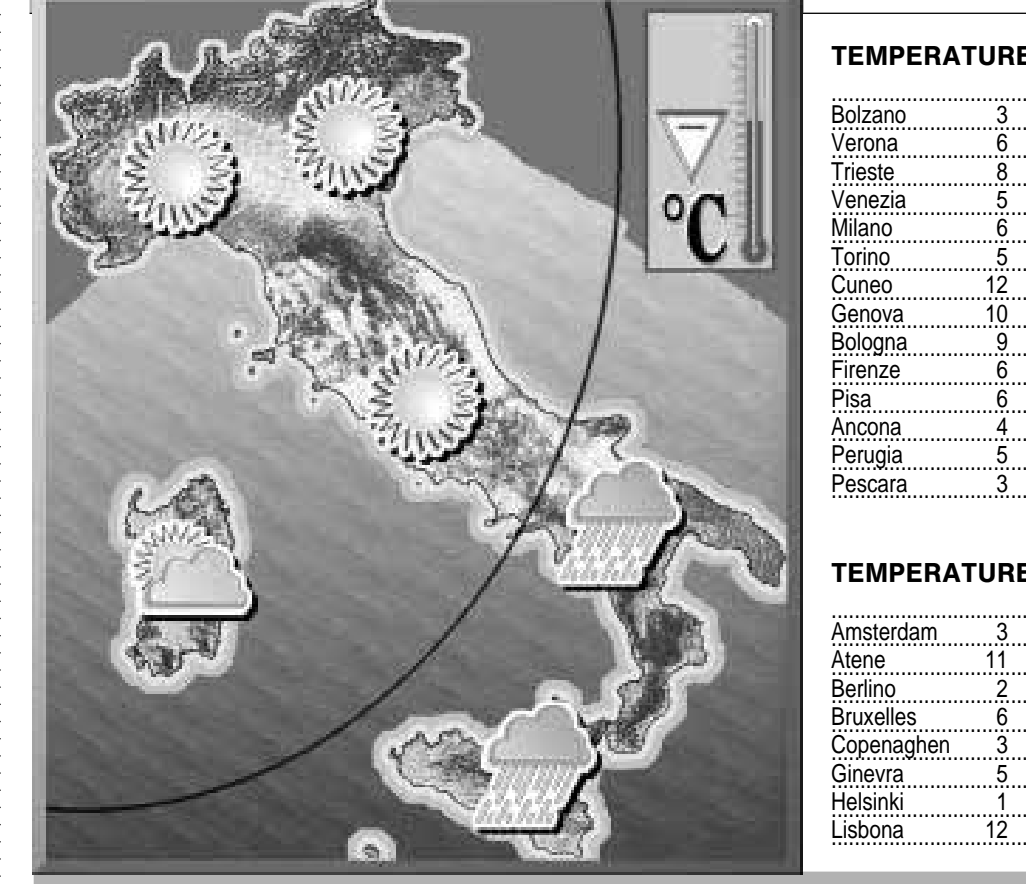 °C
TEMPERATURE
Bolzano 3
Verona 6
Trieste 8
Venezia 5
Milano 6
Torino 5
Cuneo 12
Genova 10
Bologna 9
Firenze 6
Pisa 6
Ancona 4
Perugia 5
Pescara 3
TEMPERATURE
Amsterdam 3
Atene 11
Berlino 2
Bruxelles 6
Copenaghen 3
Ginevra 5
Helsinki 1
Lisbona 12